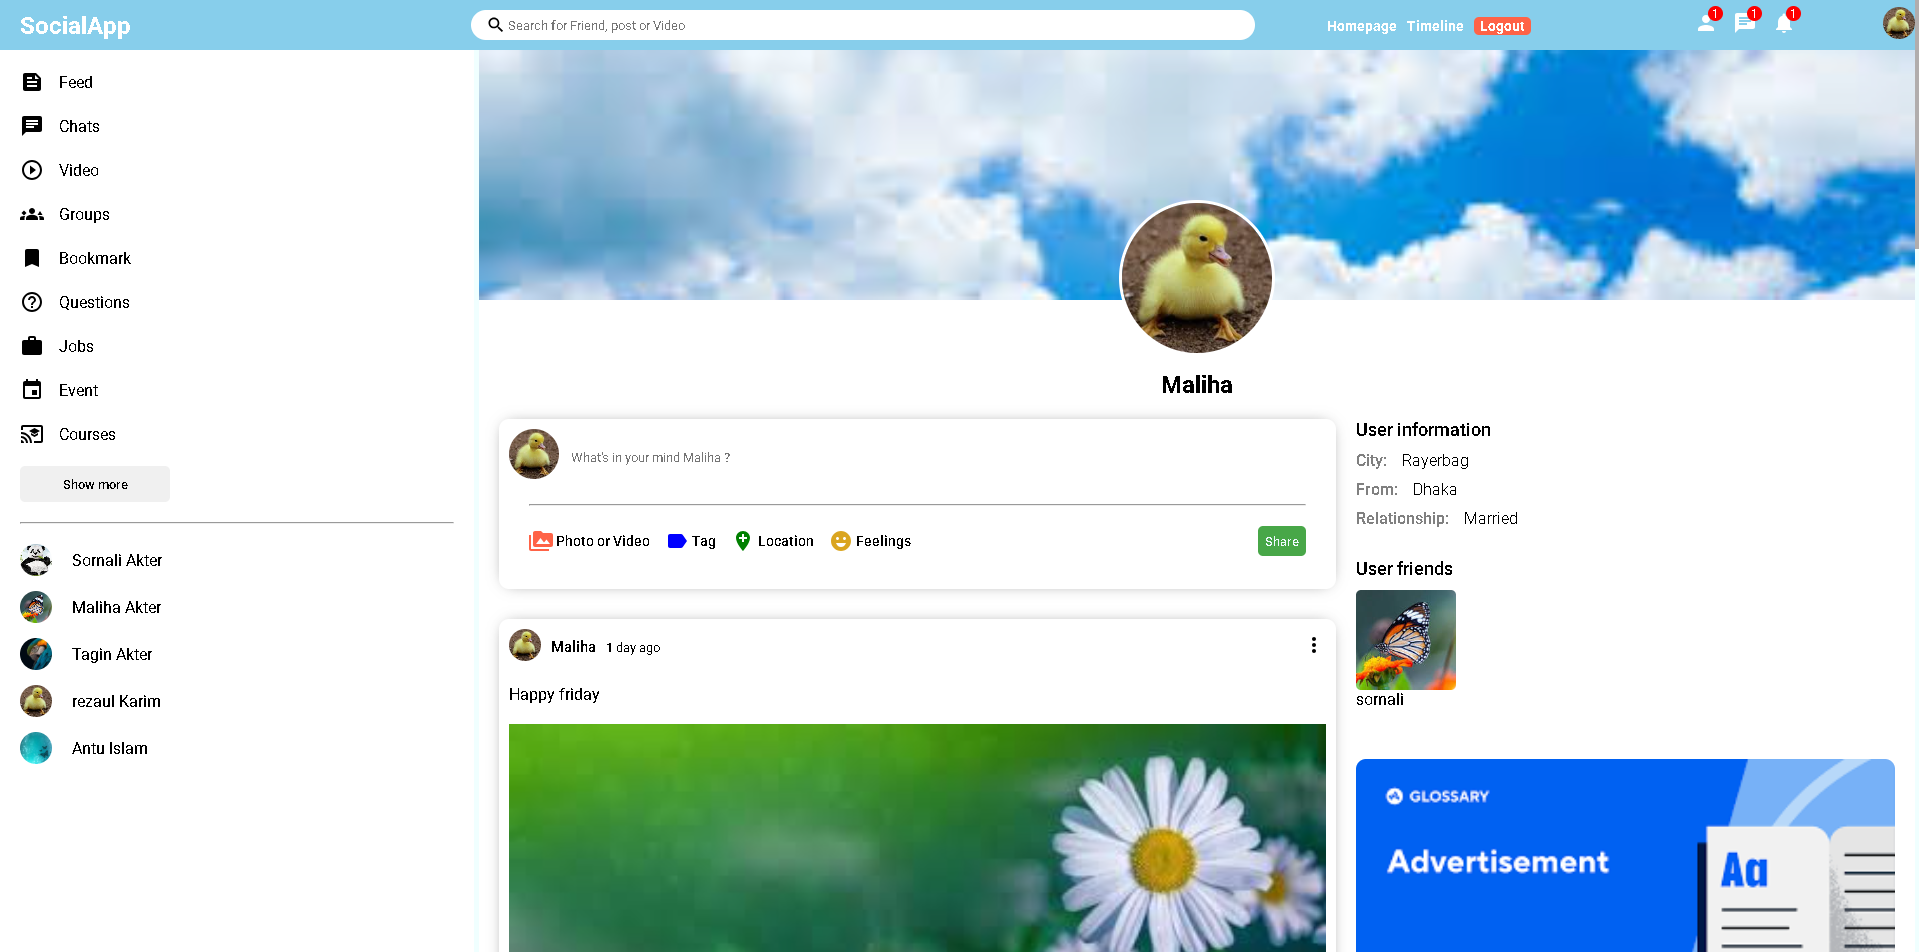 SocialApp
Search for Friend, post or Video
Homepage Timeline Logout
1 1 1
Feed
Chats
Video
Groups
Bookmark
Questions
Jobs
Event
Courses
Show more
Sornali Akter
Maliha Akter
Tagin Akter
rezaul Karim
Antu Islam
Maliha
What's in your mind Maliha ?
Photo or Video Tag Location Feelings Share
Maliha 1 day ago
Happy friday
User information
City: Rayerbag
From: Dhaka
Relationship: Married
User friends
sornali
GLOSSARY
Advertisement
Aa